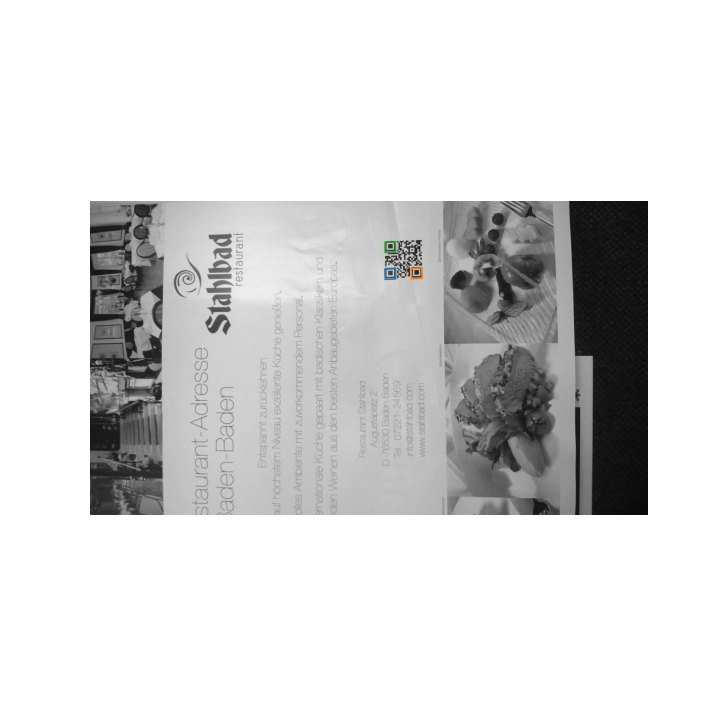 Stahlbad
restaurant
staurant-Adresse
Baden-Baden
Entspannt zurücklehnen
auf höchstem Niveau exzellente Küche genießen,
olles Ambiente mit zuvorkommendem Personal,
ernationale Küche gepaart mit badischen Klassikern und
den Weinen aus den besten Anbaugebieten Europas.
Restaurant Stahlbad
Augustaplatz 2
D-76530 Baden-Baden
Tel. 07221 24569
info@stahlbad.com
www.stahlbad.com